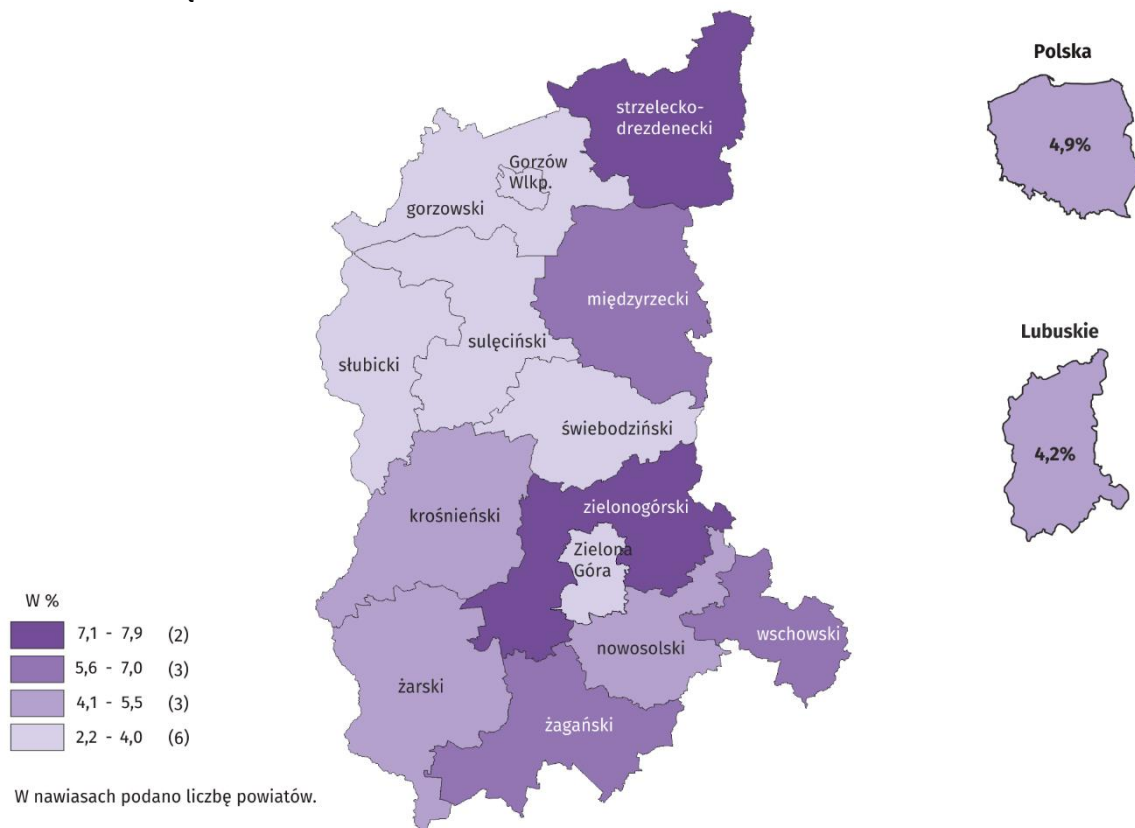 strzelecko-
drezdenecki
Gorzów
Wlkp.
gorzowski
międzyrzecki
sulęciński
słubicki
świebodziński
krośnieński
zielonogórski
Zielona
Góra
nowosolski
wschowski
żarski
żagański
Polska
4,9%
Lubuskie
4,2%
W %
7,1 - 7,9 (2)
5,6 - 7,0 (3)
4,1 - 5,5 (3)
2,2 - 4,0 (6)
W nawiasach podano liczbę powiatów.